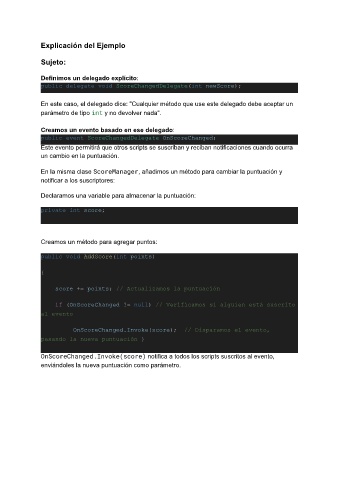 Explicación del Ejemplo
Sujeto:
Definimos un delegado explícito:
public delegate void ScoreChangedDelegate(int newScore);
En este caso, el delegado dice: "Cualquier método que use este delegado debe aceptar un
parámetro de tipo int y no devolver nada".
Creamos un evento basado en ese delegado:
public event ScoreChangedDelegate OnScoreChanged;
Este evento permitirá que otros scripts se suscriban y reciban notificaciones cuando ocurra
un cambio en la puntuación.
En la misma clase ScoreManager, añadimos un método para cambiar la puntuación y
notificar a los suscriptores:
Declaramos una variable para almacenar la puntuación:
private int score;
Creamos un método para agregar puntos:
public void AddScore(int points)
{
score += points; // Actualizamos la puntuación
if (OnScoreChanged != null) // Verificamos si alguien está suscrito
al evento
OnScoreChanged.Invoke(score); // Disparamos el evento,
pasando la nueva puntuación }
OnScoreChanged.Invoke(score) notifica a todos los scripts suscritos al evento,
enviándoles la nueva puntuación como parámetro.